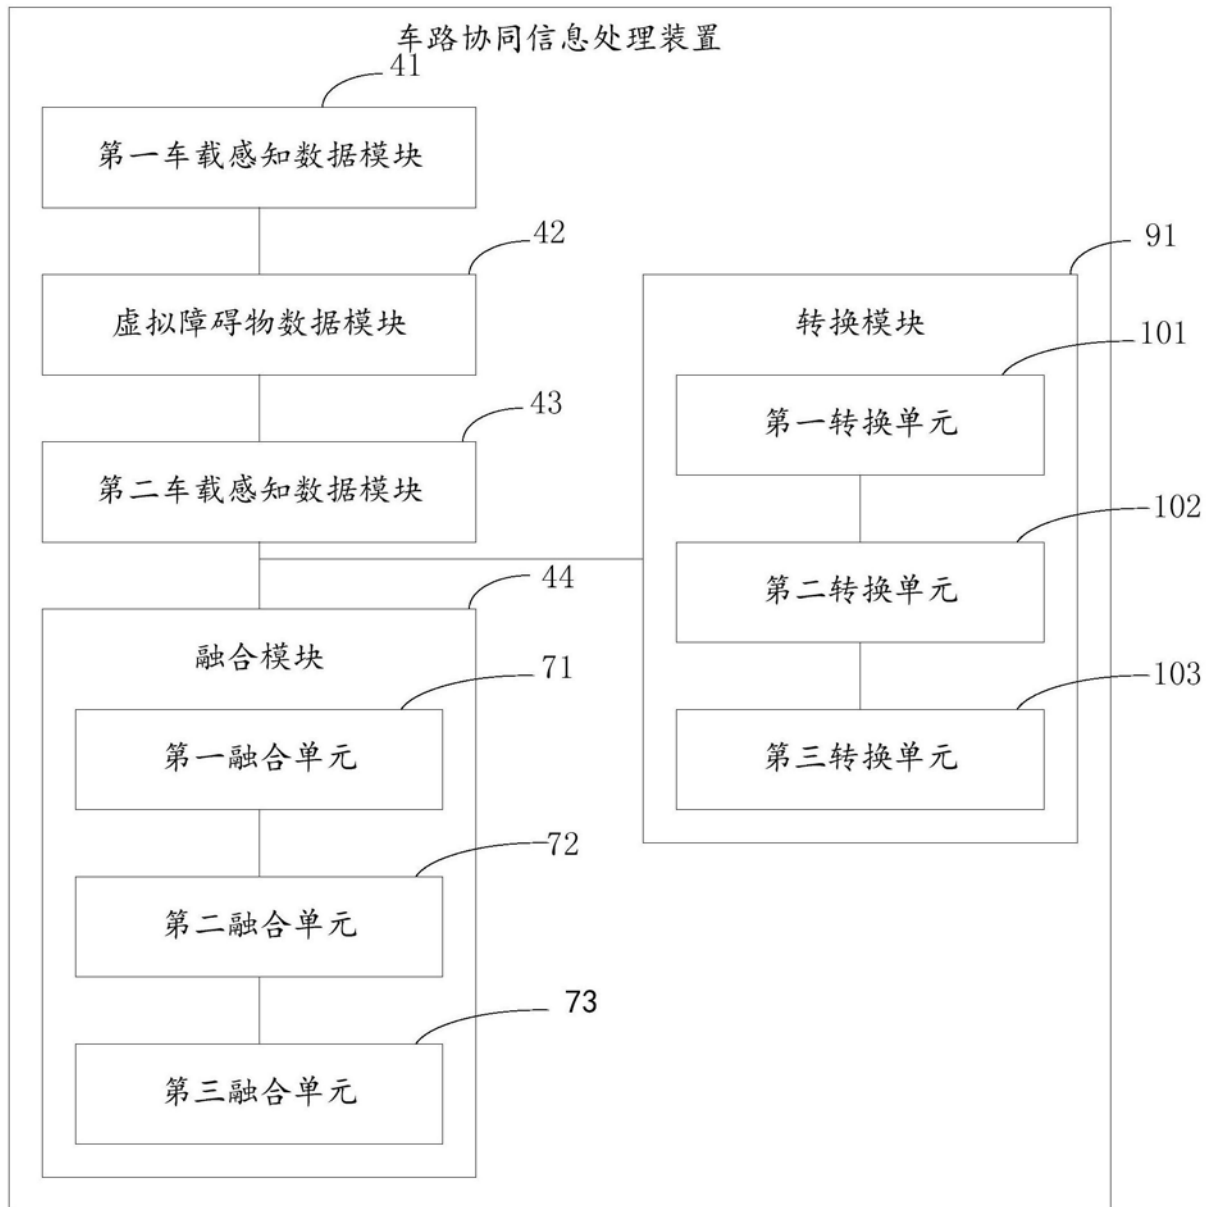 车路协同信息处理装置
41
第一车载感知数据模块
42
虚拟障碍物数据模块
43
第二车载感知数据模块
44
融合模块
71
第一融合单元
72
第二融合单元
73
第三融合单元
91
转换模块
101
第一转换单元
102
第二转换单元
103
第三转换单元